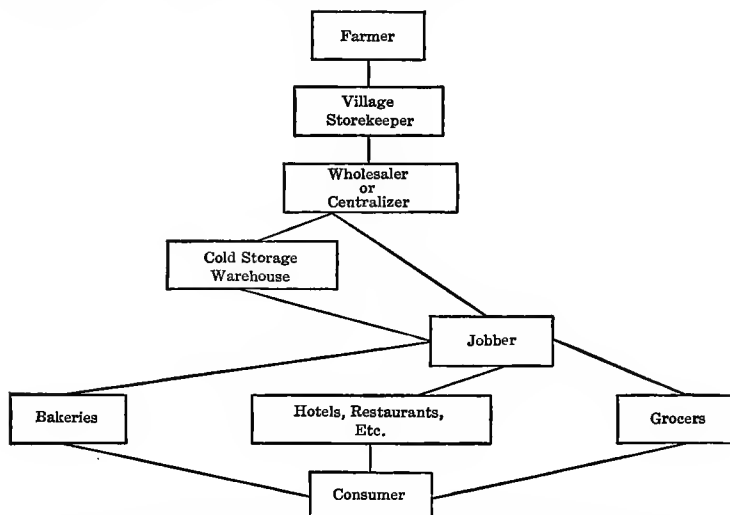 Farmer
Village
Storekeeper
Wholesaler
or
Centralizer
Cold Storage
Warehouse
Jobber
Bakeries
Hotels, Restaurants,
Etc.
Grocers
Consumer